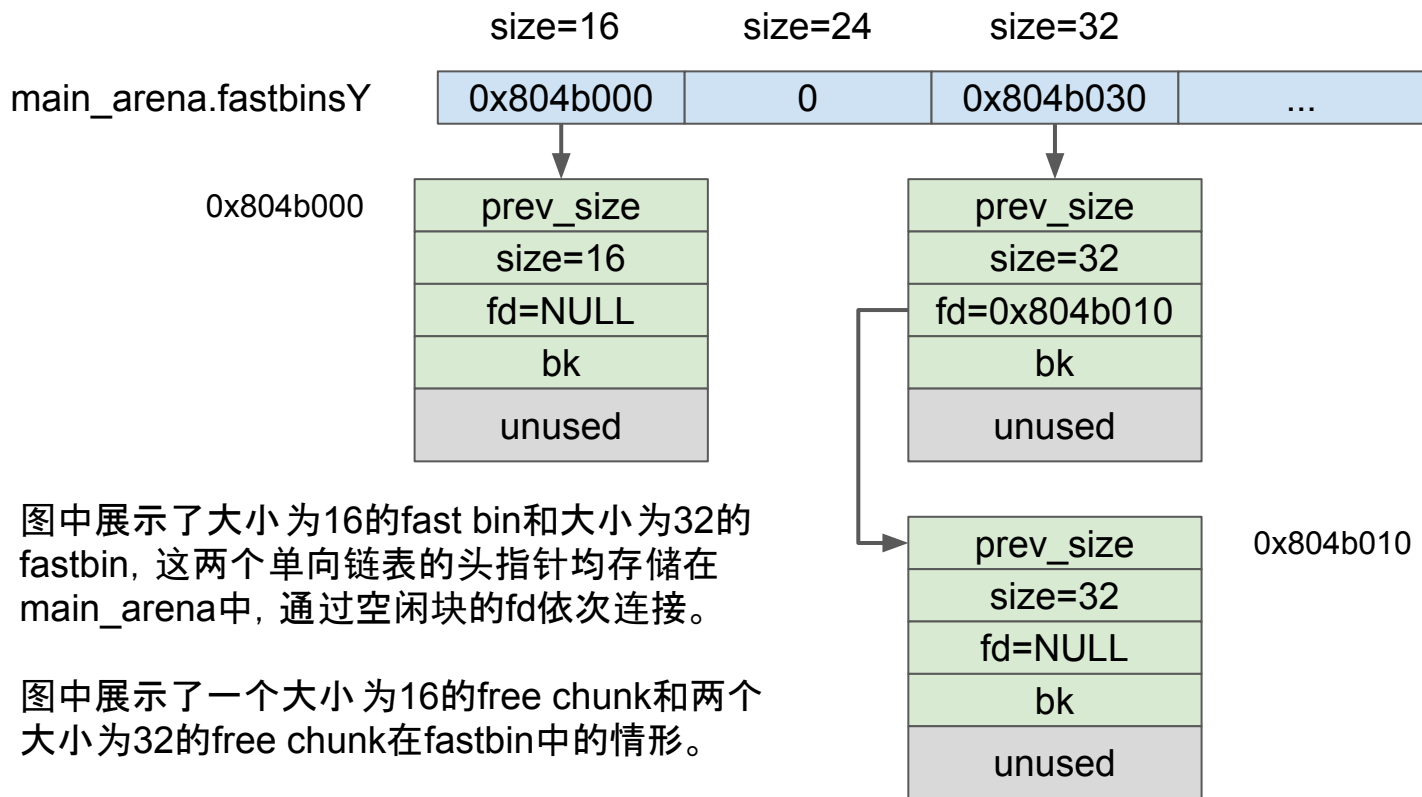 size=16 size=24 size=32
main_arena.fastbinsY 0x804b000 0 0x804b030 ...
0x804b000
prev_size
size=16
fd=NULL
bk
unused
prev_size
size=32
fd=0x804b010
bk
unused
图中展示了大小为16的fast bin和大小为32的
fastbin, 这两个单向链表的头指针均存储在
main_arena中, 通过空闲块的fd依次连接。
图中展示了一个大小为16的free chunk和两个
大小为32的free chunk在fastbin中的情形。
prev_size 0x804b010
size=32
fd=NULL
bk
unused